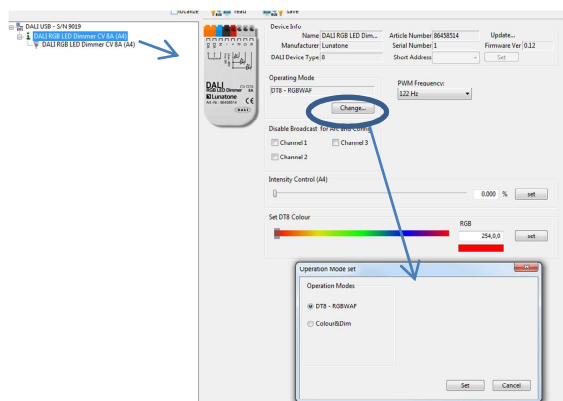 localize read save
DALI USB - S/N 9019
DALI RGB LED Dimmer CV 8A (A4)
DALI RGB LED Dimmer CV 8A (A4)
Device Info
Name DALI RGB LED Dim... Article Number 86458514 Update...
Manufacturer Lunatone Serial Number 1 Firmware Ver 0.12
DALI Device Type 8 Short Address Set
DALI
RGB LED Dimmer 8A
Lunatone
Art.-Nr.: 86458514 CE
DALI
Operating Mode
DT8 - RGBWAF
Change...
PWM Frequency:
122 Hz
Disable Broadcast for Arc and Config
Channel 1 Channel 3
Channel 2
Intensity Control (A4)
0.000 % set
Set DT8 Colour
RGB
254,0,0 set
Operation Mode set
Operation Modes
DT8 - RGBWAF
Colour&Dim
Set Cancel